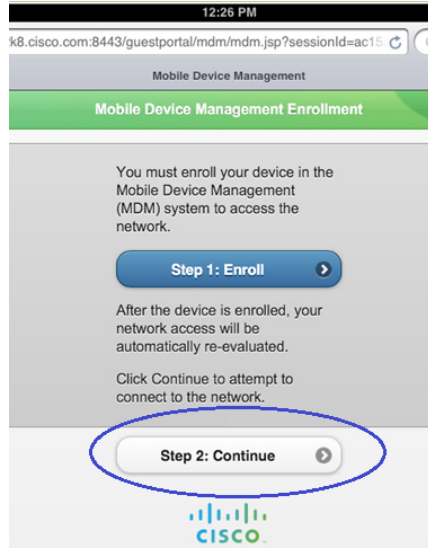 12:26 PM
k8.cisco.com:8443/guestportal/mdm/mdm.jsp?sessionId=ac15
Mobile Device Management
Mobile Device Management Enrollment
You must enroll your device in the
Mobile Device Management
(MDM) system to access the
network.
Step 1: Enroll
After the device is enrolled, your
network access will be
automatically re-evaluated.
Click Continue to attempt to
connect to the network.
Step 2: Continue
CISCO